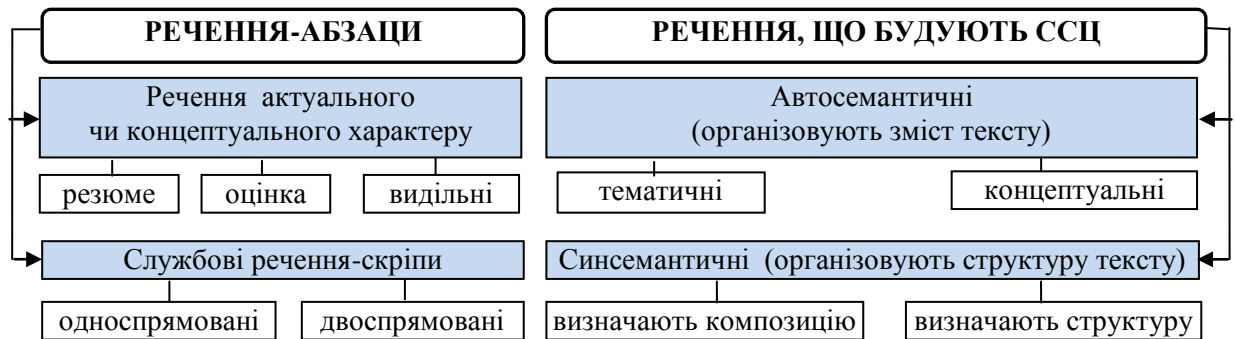 РЕЧЕННЯ-АБЗАЦИ
РЕЧЕННЯ, ЩО БУДУЮТЬ ССЦ
Речення актуального
чи концептуального характеру
Автосемантичні
(організовують зміст тексту)
резюме
оцінка
видільні
тематичні
концептуальні
Службові речення-скріпи
Синсемантичні (організовують структуру тексту)
односпрямовані
двоспрямовані
визначають композицію
визначають структуру